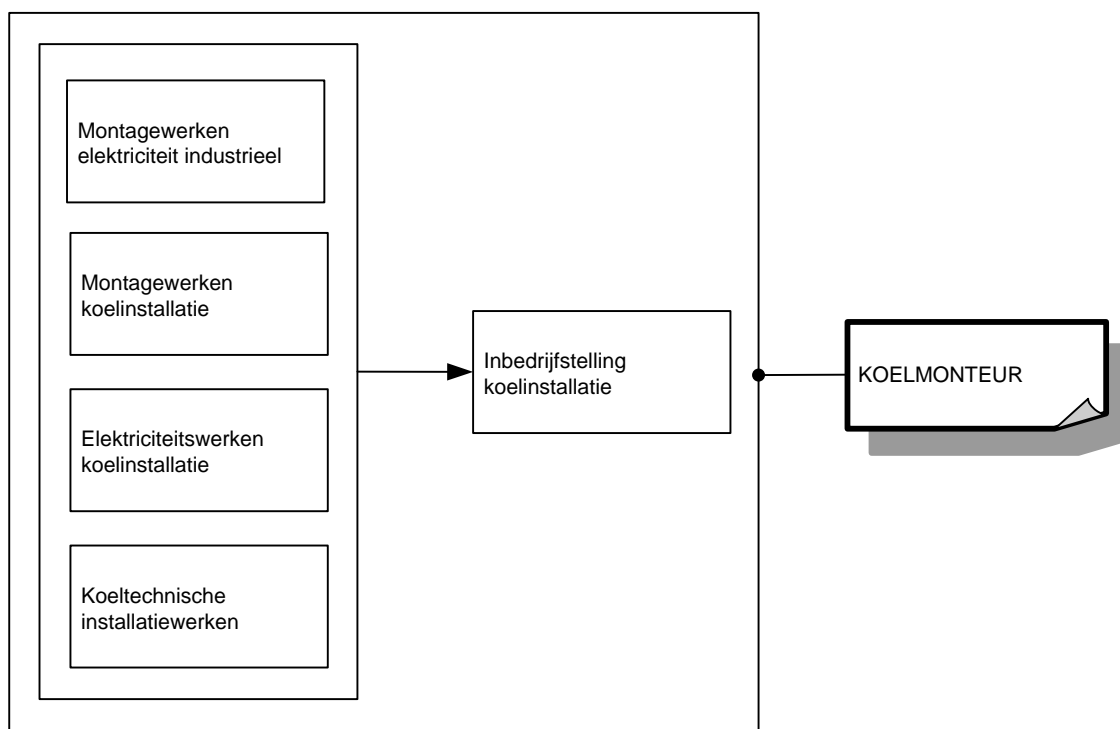 Montagewerken
elektriciteit industrieel
Montagewerken
koelinstallatie
Elektriciteitswerken
koelinstallatie
Koeltechnische
installatiewerken
Inbedrijfstelling
koelinstallatie
KOELMONTEUR